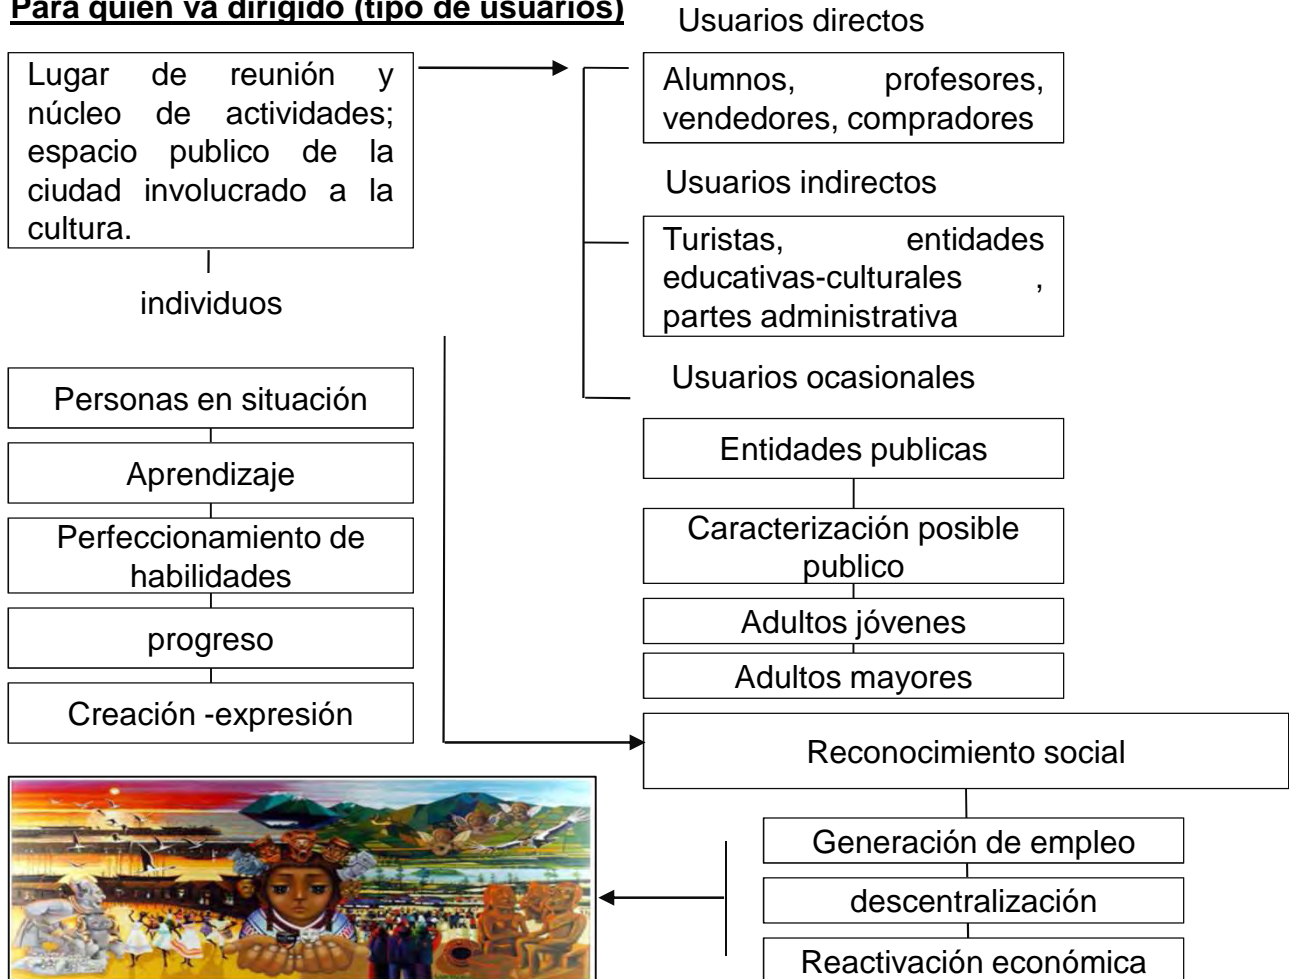 Para quien va dirigido (tipo de usuarios)
Lugar de reunión y
núcleo de actividades;
espacio publico de la
ciudad involucrado a la
cultura.
individuos
Personas en situación
Aprendizaje
Perfeccionamiento de
habilidades
progreso
Creación -expresión
Usuarios directos
Alumnos, profesores,
vendedores, compradores
Usuarios indirectos
Turistas, entidades
educativas-culturales ,
partes administrativa
Usuarios ocasionales
Entidades publicas
Caracterización posible
publico
Adultos jóvenes
Adultos mayores
Reconocimiento social
Generación de empleo
descentralización
Reactivación económica